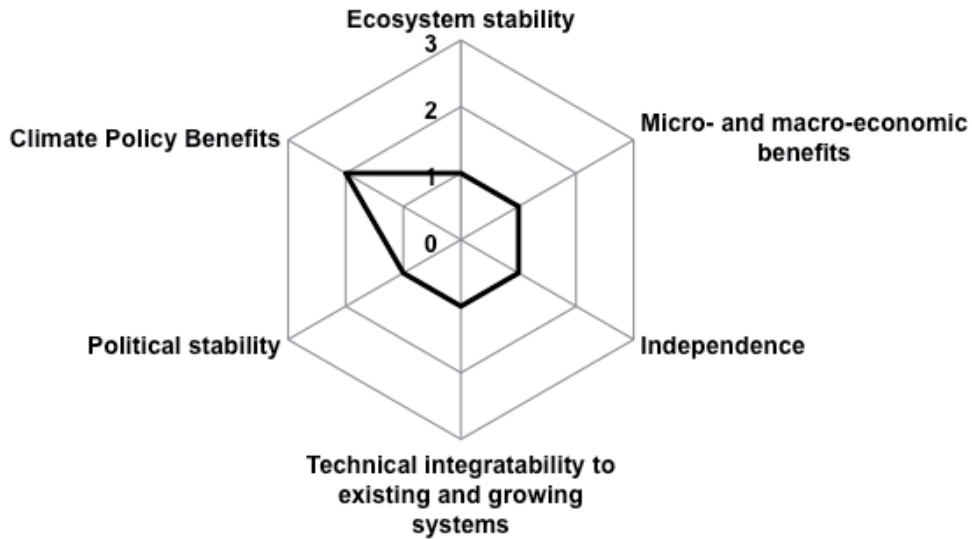 Ecosystem stability
3
2
1
0
Micro- and macro-economic
benefits
Climate Policy Benefits
Political stability
Independence
Technical integratability to
existing and growing
systems